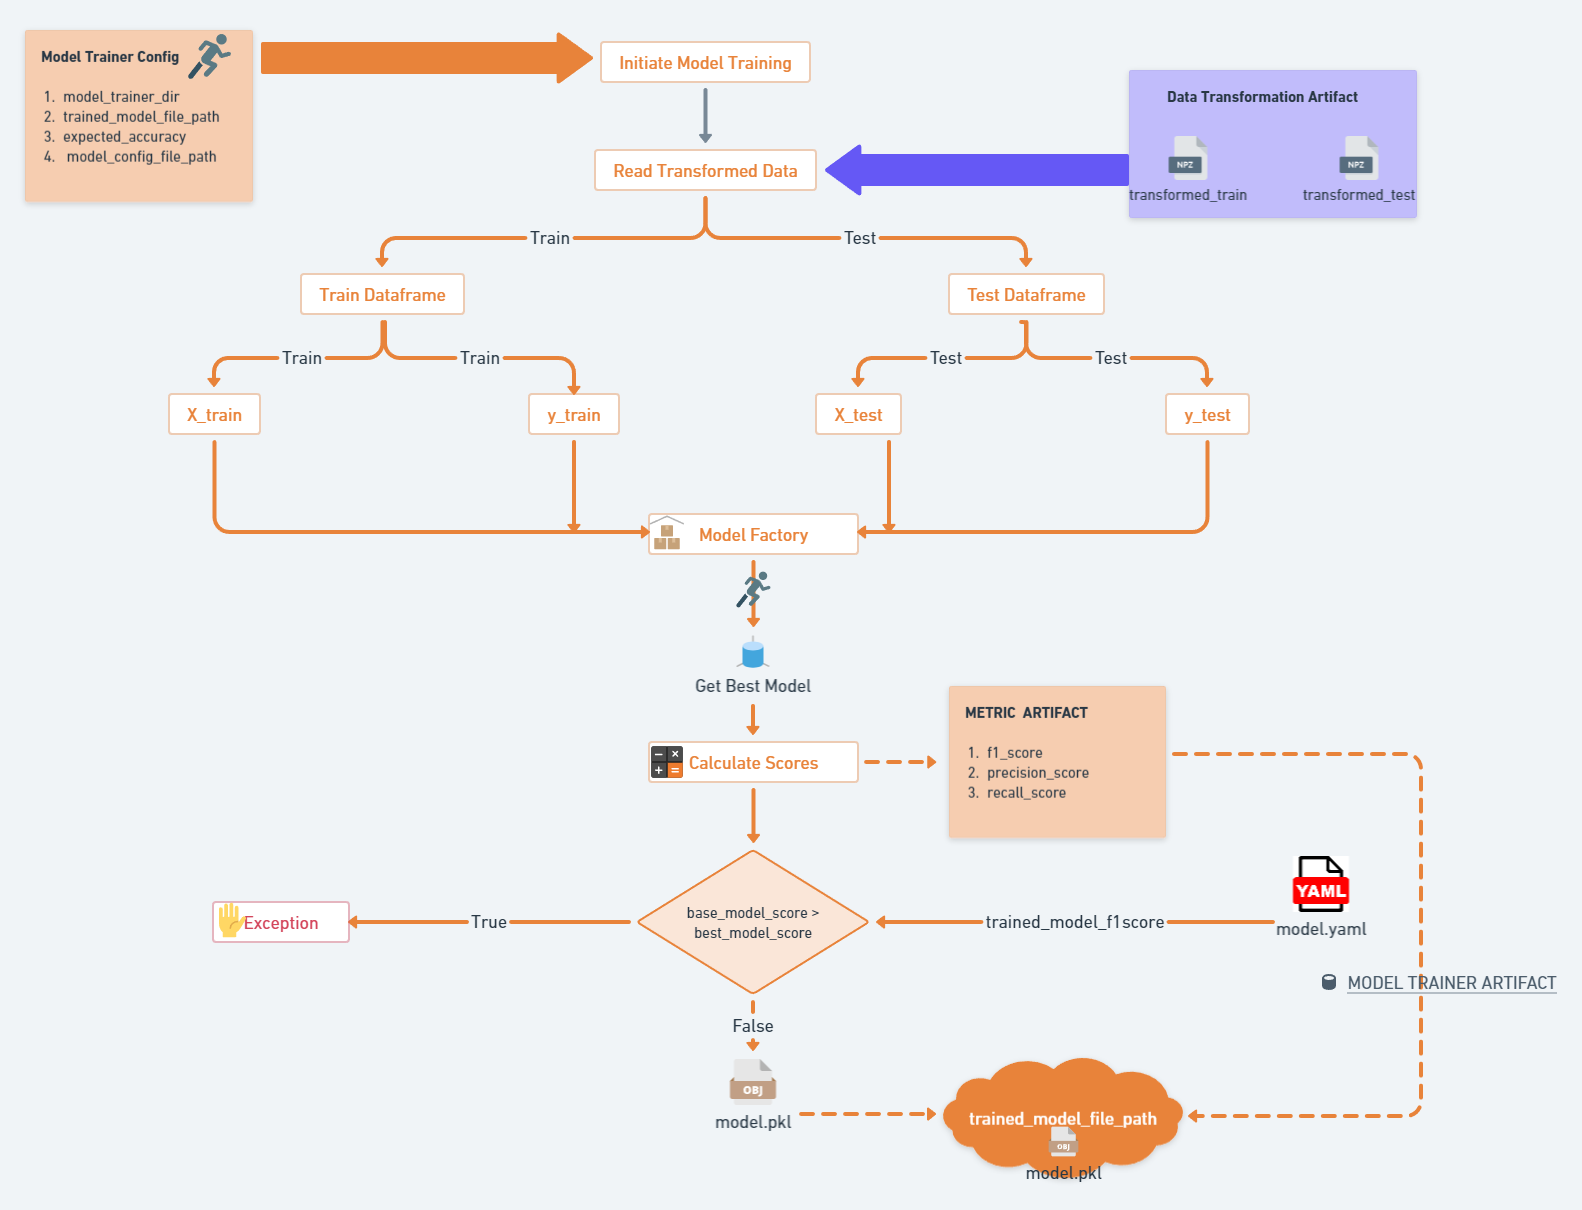 Model Trainer Config
1. model_trainer_dir
2. trained_model_file_path
3. expected_accuracy
4. model_config_file_path
Initiate Model Training
Data Transformation Artifact
NPZ
NPZ
transformed_train
transformed_test
Read Transformed Data
Train
Test
Train Dataframe
Test Dataframe
Train
Train
Test
Test
X_train
y_train
X_test
y_test
Model Factory
Get Best Model
Calculate Scores
METRIC ARTIFACT
1. f1_score
2. precision_score
3. recall_score
base_model_score >
best_model_score
True
Exception
trained_model_f1score
YAML
model.yaml
MODEL TRAINER ARTIFACT
False
OBJ
model.pkl
trained_model_file_path
OBJ
model.pkl